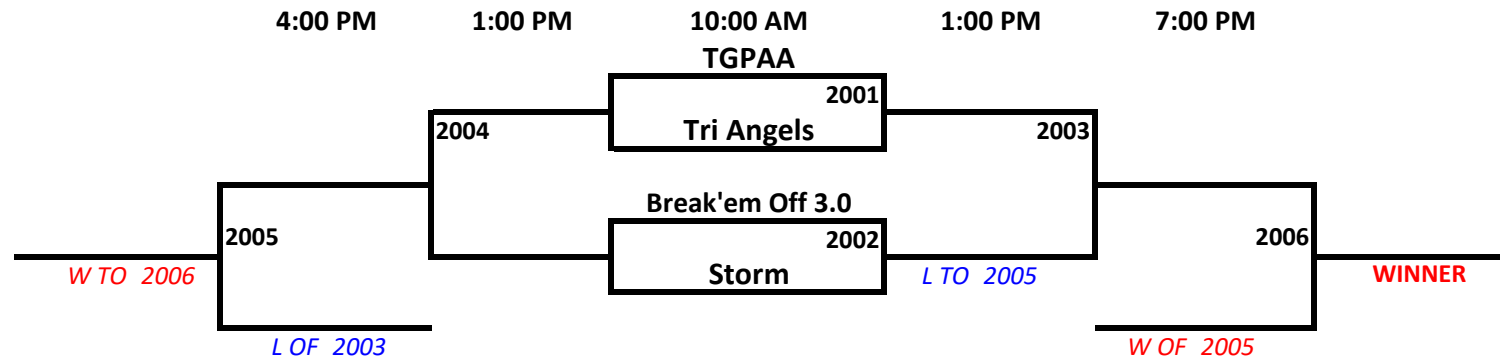 4:00 PM 1:00 PM 10:00 AM 1:00 PM 7:00 PM
TGPAA
2001
2004 Tri Angels 2003
Break'em Off 3.0
2005 2002 2006
W TO 2006 Storm L TO 2005 WINNER
L OF 2003 W OF 2005